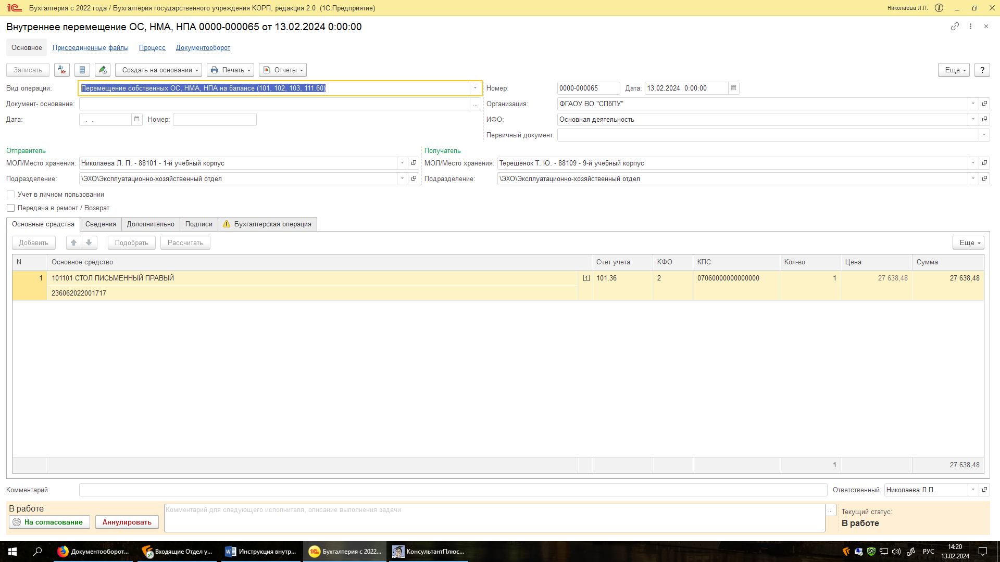 Бухгалтерия с 2022 года / Бухгалтерия государственного учреждения КОРП, редакция 2.0 (1С:Предприятие)
Николаева Л.П.
Внутреннее перемещение ОС, НМА, НПА 0000-000065 от 13.02.2024 0:00:00
Основное Присоединенные файлы Процесс Документооборот
Записать Дт Кт Создать на основании Печать Отчеты Еще ?
Вид операции: Перемещение собственных ОС, НМА, НПА на балансе (101, 102, 103, 111.60) Номер: 0000-000065 Дата: 13.02.2024 0:00:00
Документ- основание: ... Организация: ФГАОУ ВО "СПбПУ"
Дата: . . Номер: ИФО: Основная деятельность
Первичный документ:
Отправитель Получатель
МОЛ/Место хранения: Николаева Л. П. - 88101 - 1-й учебный корпус МОЛ/Место хранения: Терешенок Т. Ю. - 88109 - 9-й учебный корпус
Подразделение: \ЭХО\Эксплуатационно-хозяйственный отдел Подразделение: \ЭХО\Эксплуатационно-хозяйственный отдел
Учет в личном пользовании
Передача в ремонт / Возврат
Основные средства Сведения Дополнительно Подписи Бухгалтерская операция
Добавить Подобрать Рассчитать Еще
N Основное средство Счет учета КФО КПС Кол-во Цена Сумма
1 101101 СТОЛ ПИСЬМЕННЫЙ ПРАВЫЙ 1 101.36 2 07060000000000000 1 27 638,48 27 638,48
236062022001717
1 27 638,48
Комментарий: Ответственный: Николаева Л.П.
В работе Комментарий для следующего исполнителя, описание выполнения задачи ... Текущий статус:
На согласование Аннулировать В работе
Документооборот... Входящие Отдел у... Инструкция внутр... Бухгалтерия с 2022... КонсультантПлюс... РУС 14:20
13.02.2024